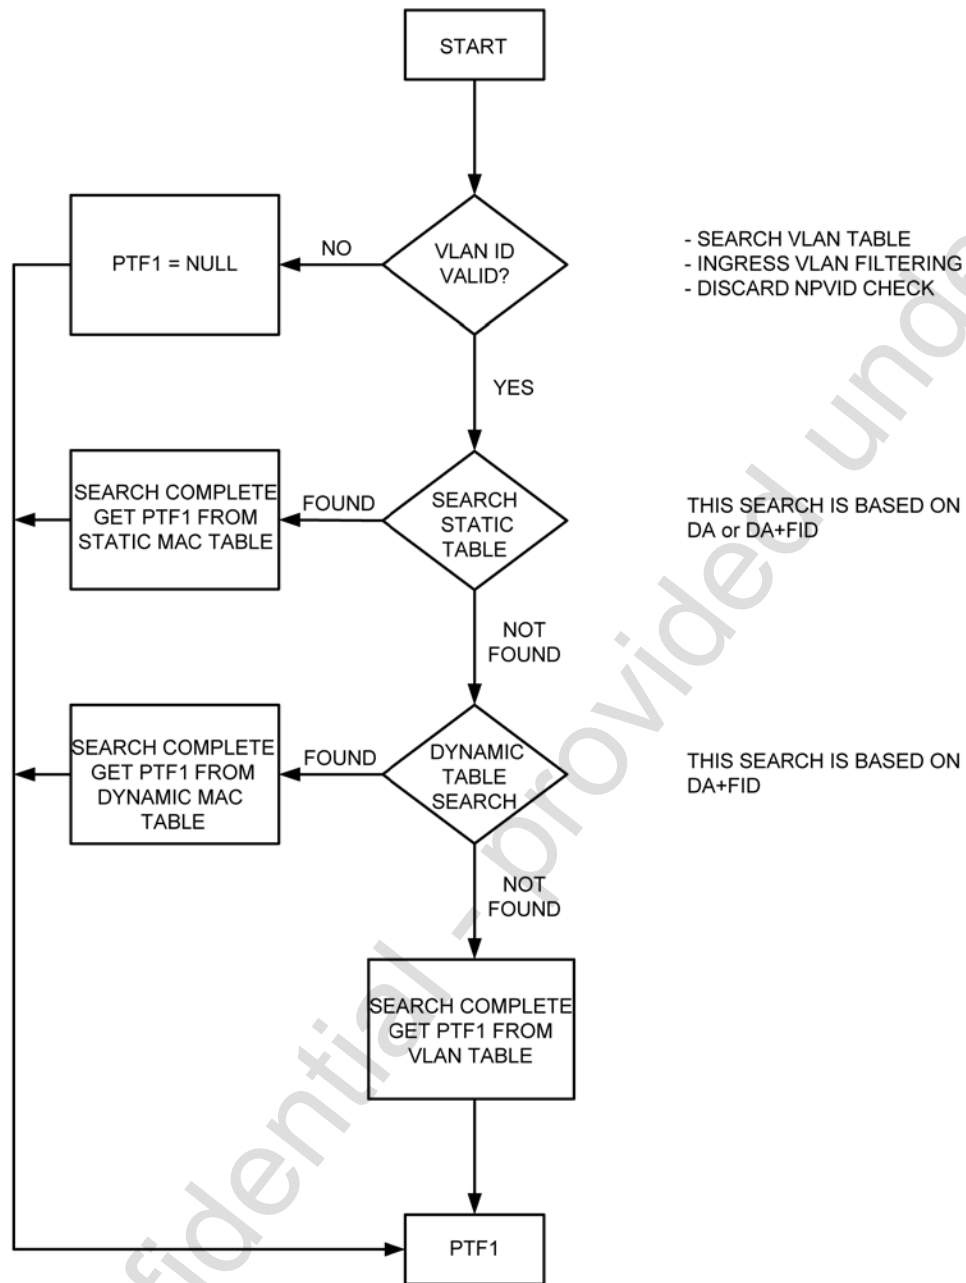 START
VLAN ID
VALID?
NO
PTF1 = NULL
- SEARCH VLAN TABLE
- INGRESS VLAN FILTERING
- DISCARD NPVID CHECK
YES
SEARCH
STATIC
TABLE
FOUND
SEARCH COMPLETE
GET PTF1 FROM
STATIC MAC TABLE
THIS SEARCH IS BASED ON
DA or DA+FID
NOT
FOUND
DYNAMIC
TABLE
SEARCH
FOUND
SEARCH COMPLETE
GET PTF1 FROM
DYNAMIC MAC
TABLE
THIS SEARCH IS BASED ON
DA+FID
NOT
FOUND
SEARCH COMPLETE
GET PTF1 FROM
VLAN TABLE
PTF1
fidential - provided unde